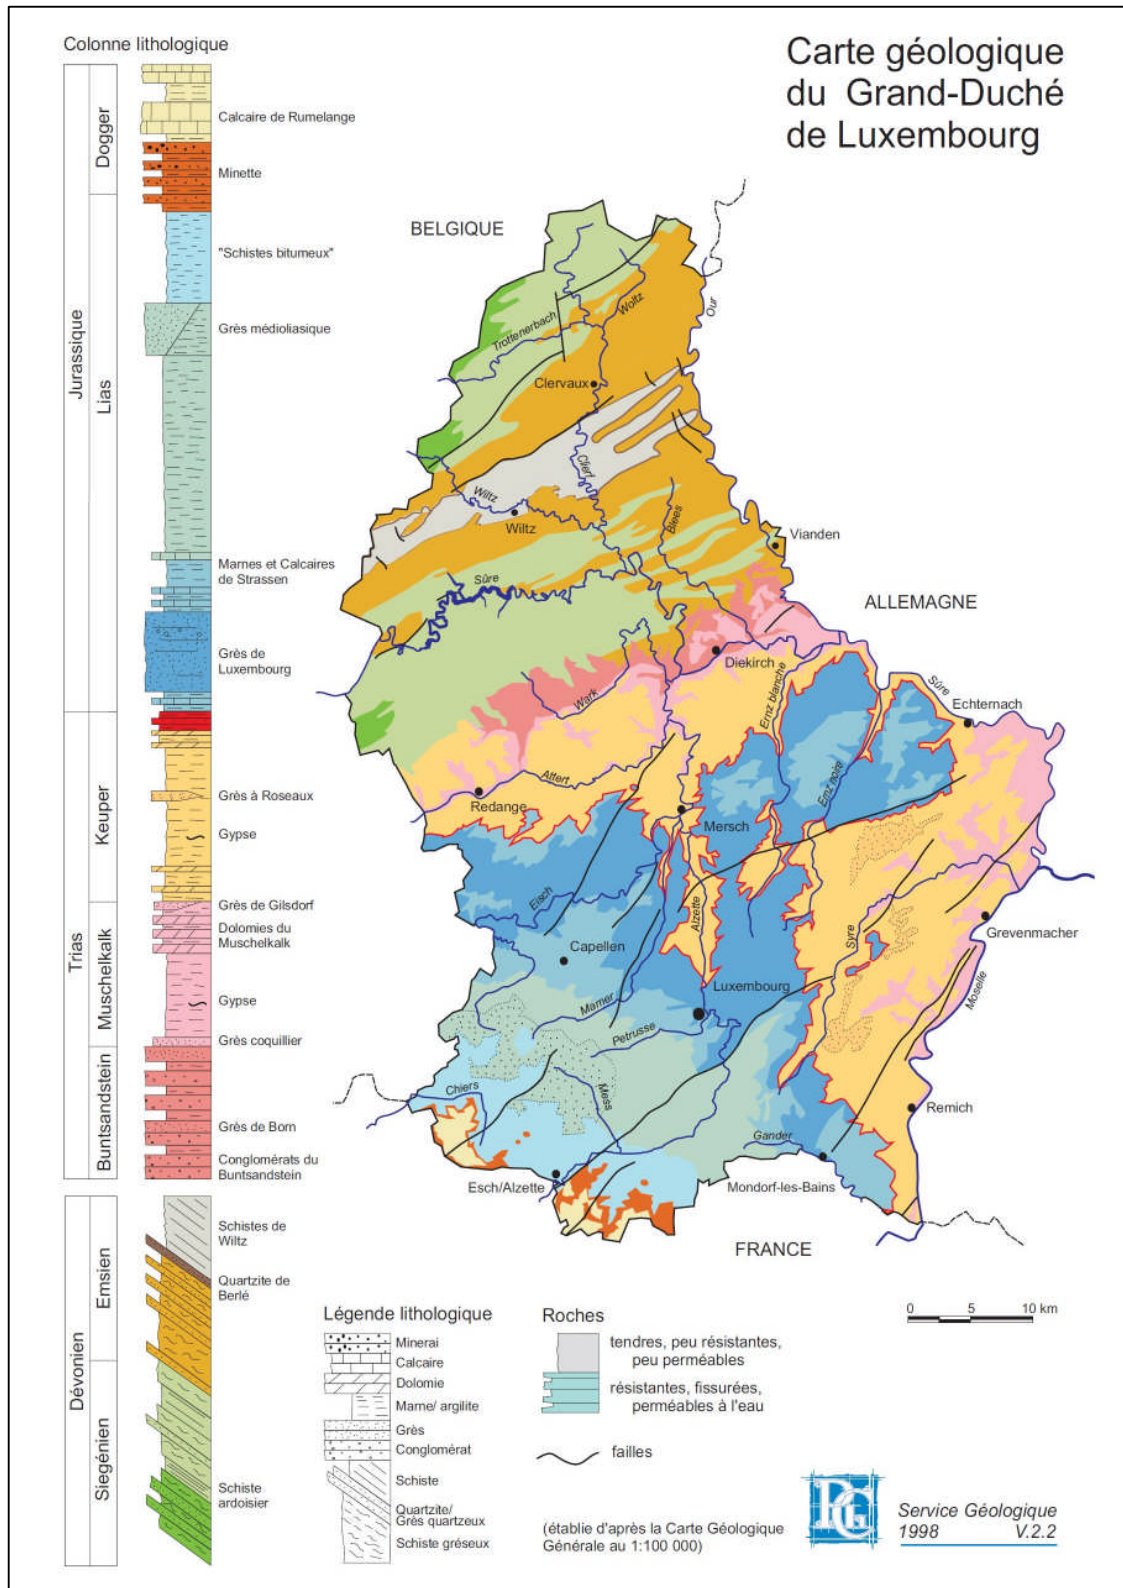 Colonne lithologique
Carte géologique
du Grand-Duché
de Luxembourg
Jurassique
Dogger
Lias
Trias
Keuper
Muschelkalk
Buntsandstein
Dévonien
Emsien
Siegénien
Calcaire de Rumelange
Minette
"Schistes bitumeux"
Grès médioliasique
Marnes et Calcaires
de Strassen
Grès de
Luxembourg
Grès à Roseaux
Gypse
Grès de Gilsdorf
Dolomies du
Muschelkalk
Gypse
Grès coquillier
Grès de Born
Conglomérats du
Buntsandstein
Schistes de
Wiltz
Quartzite de
Berlé
Schiste
ardoisier
BELGIQUE
Our
Woltz
Trottenerbach
Clervaux
Clerf
Wiltz
Wiltz
Blees
Vianden
Sûre
ALLEMAGNE
Diekirch
Wark
Ernz blanche
Sûre
Echternach
Attert
Redange
Ernz noire
Mersch
Eisch
Alzette
Syre
Grevenmacher
Capellen
Moselle
Luxembourg
Mamer
Petrusse
Chiers
Mess
Remich
Gander
Esch/Alzette
Mondorf-les-Bains
FRANCE
0 5 10 km
Légende lithologique
Minerai
Calcaire
Dolomie
Marne/ argilite
Grès
Conglomérat
Schiste
Quartzite/
Grès quartzeux
Schiste gréseux
Roches
tendres, peu résistantes,
peu perméables
résistantes, fissurées,
perméables à l'eau
failles
(établie d'après la Carte Géologique
Générale au 1:100 000)
Service Géologique
1998 V.2.2